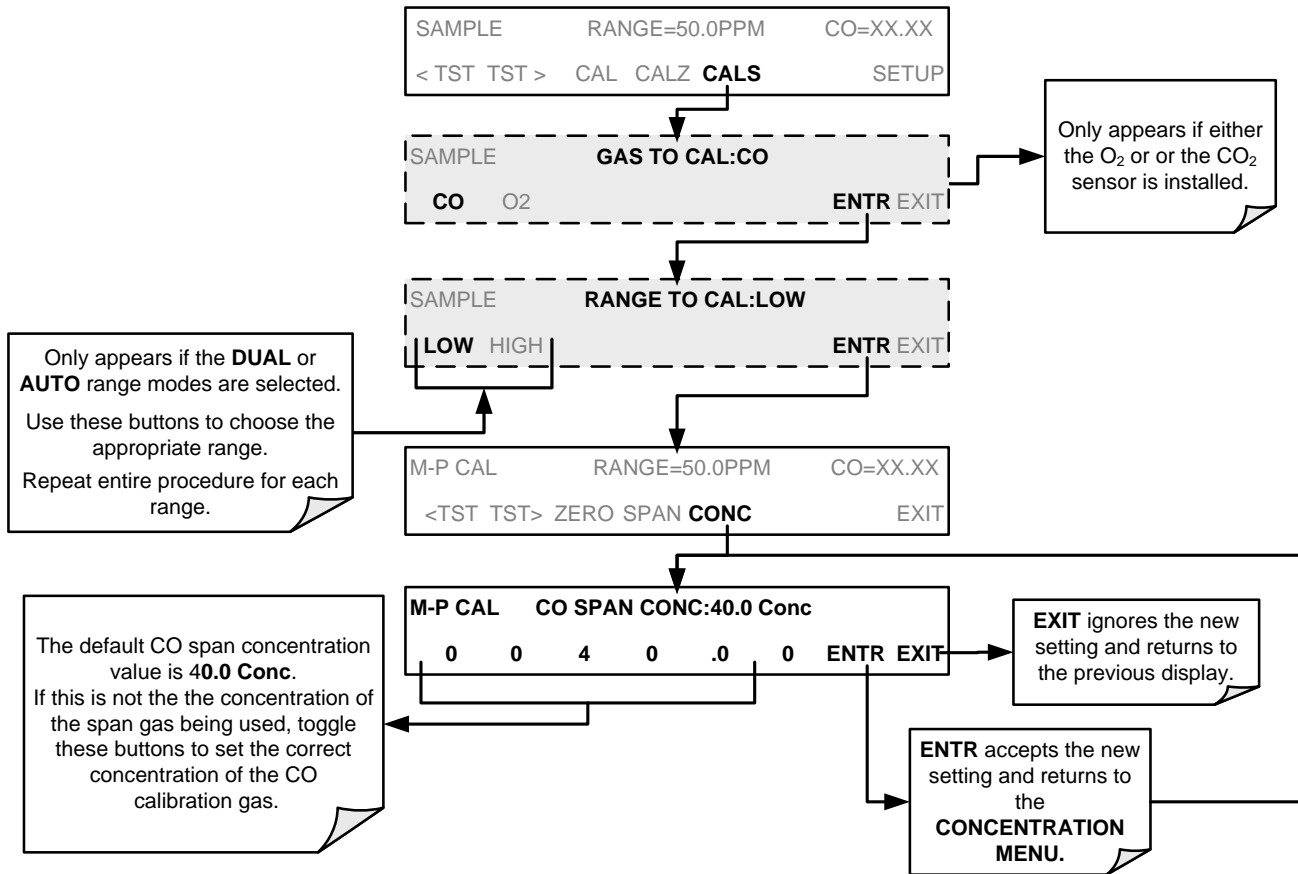 SAMPLE RANGE=50.0PPM CO=XX.XX
< TST TST > CAL CALZ CALS SETUP
SAMPLE GAS TO CAL:CO
CO O2 ENTR EXIT
Only appears if either
the O2 or or the CO2
sensor is installed.
SAMPLE RANGE TO CAL:LOW
LOW HIGH ENTR EXIT
Only appears if the DUAL or
AUTO range modes are selected.
Use these buttons to choose the
appropriate range.
Repeat entire procedure for each
range.
M-P CAL RANGE=50.0PPM CO=XX.XX
<TST TST> ZERO SPAN CONC EXIT
M-P CAL CO SPAN CONC:40.0 Conc
0 0 4 0 .0 0 ENTR EXIT
The default CO span concentration
value is 40.0 Conc.
If this is not the the concentration of
the span gas being used, toggle
these buttons to set the correct
concentration of the CO
calibration gas.
EXIT ignores the new
setting and returns to
the previous display.
ENTR accepts the new
setting and returns to
the
CONCENTRATION
MENU.